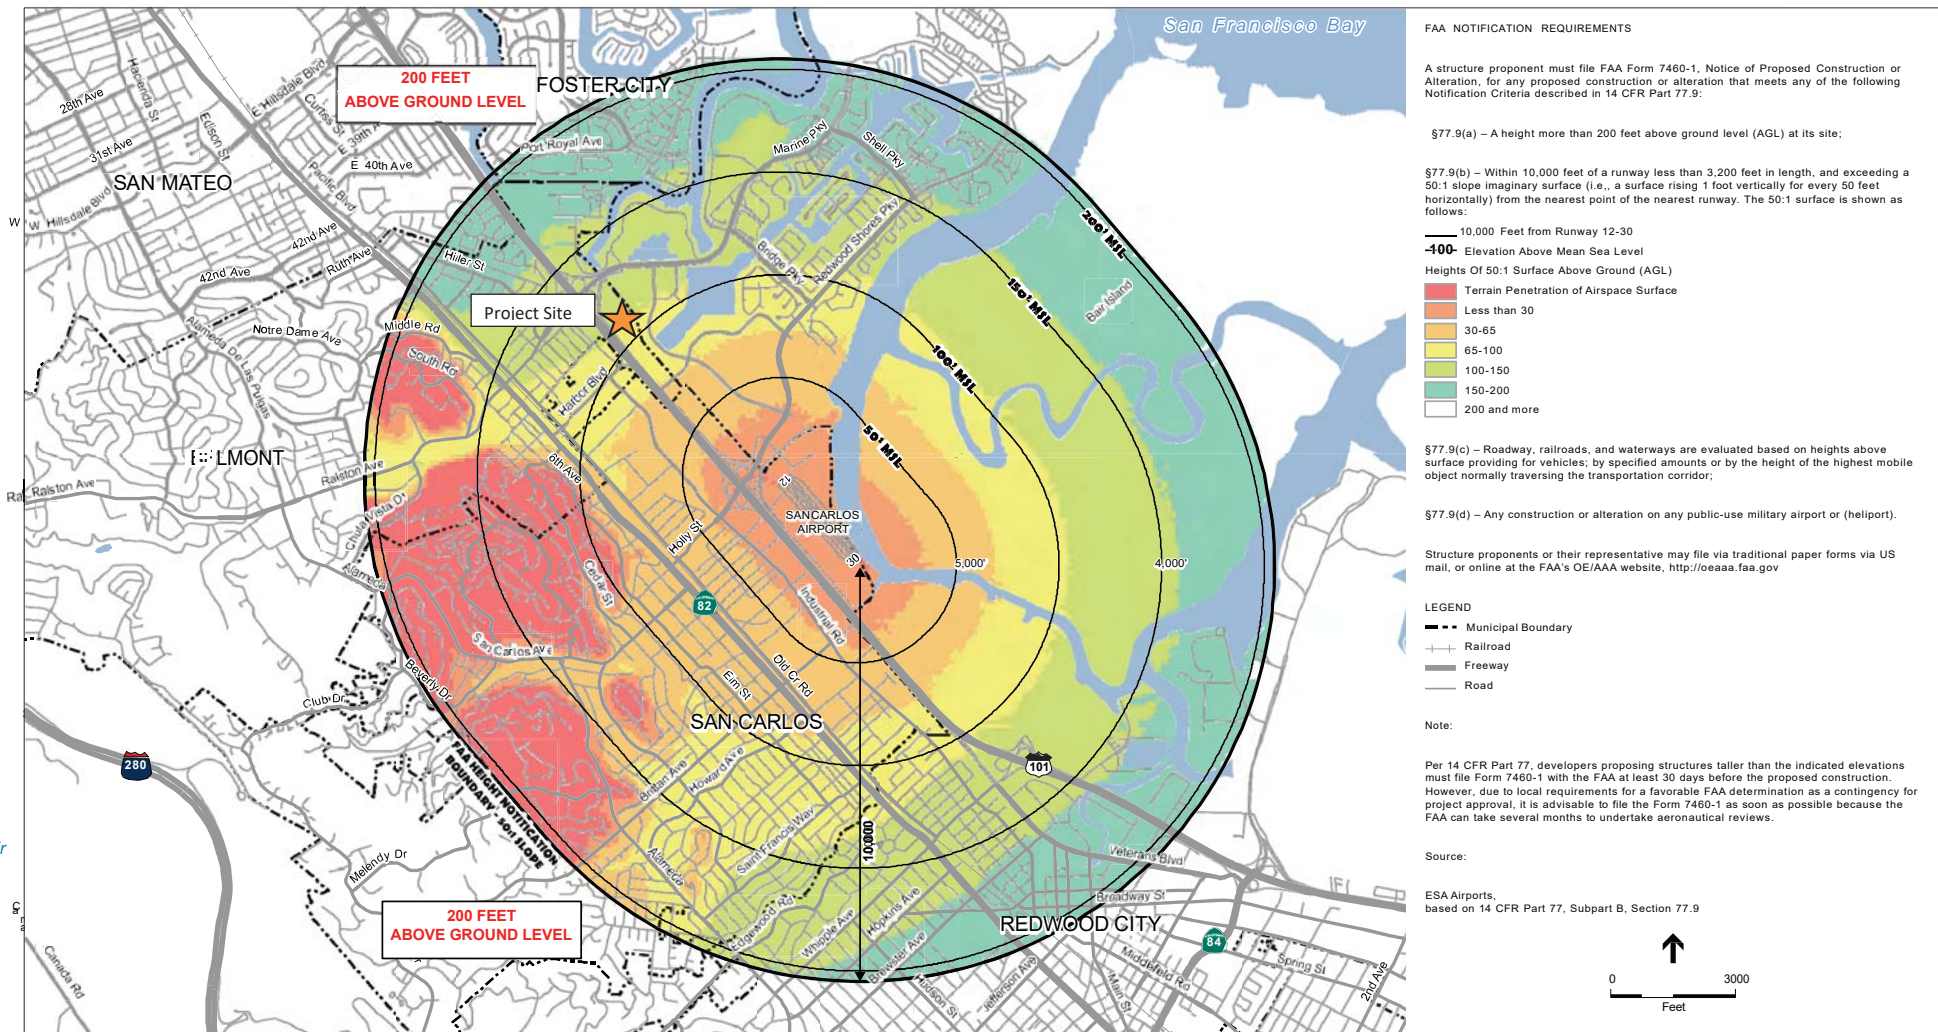 San Francisco Bay
200 FEET
ABOVE GROUND LEVEL
FOSTER CITY
28th Ave
Hacienda St
E Hillsdale Blvd
Curtiss St
E 39th A
Edison St
31st Ave
Pacific Blvd
E 40th Ave
Port Royal Ave
Marine Pky
Shell Pky
SAN MATEO
W
W Hillsdale Blvd
42nd Ave
Ruth Ave
42nd Ave
Hiller St
Bridge Pky
Redwood Shores Pky
200' MSL
150' MSL
Bair Island
Project Site
Middle Rd
Notre Dame Ave
South Rd
Alameda De Las Pulgas
100' MSL
Harbor Blvd
50' MSL
LMONT
Ralston Ave
Ralston Ave
6th Ave
12
SAN CARLOS
AIRPORT
Chula Vista Dr
Holly St
30
5,000'
4,000'
Alameda
Cedar St
82
Industrial Rd
San Carlos Ave
Beverly Dr
Old Cr Rd
Elm St
Club Dr
SAN CARLOS
280
FAA HEIGHT NOTIFICATION
BOUNDARY - 50:1 SLOPE
Brittan Ave
Howard Ave
101
Saint Francis Way
10,000
Melendy Dr
Alameda
Veterans Blvd
Broadway St
200 FEET
ABOVE GROUND LEVEL
Edgewood Rd
Whipple Ave
Hopkins Ave
REDWOOD CITY
Brewster Ave
84
Middlefield Rd
Spring St
Canada Rd
Hudson St
Jefferson Ave
Main St
2nd Ave
FAA NOTIFICATION REQUIREMENTS
A structure proponent must file FAA Form 7460-1, Notice of Proposed Construction or
Alteration, for any proposed construction or alteration that meets any of the following
Notification Criteria described in 14 CFR Part 77.9:
§77.9(a) – A height more than 200 feet above ground level (AGL) at its site;
§77.9(b) – Within 10,000 feet of a runway less than 3,200 feet in length, and exceeding a
50:1 slope imaginary surface (i.e,, a surface rising 1 foot vertically for every 50 feet
horizontally) from the nearest point of the nearest runway. The 50:1 surface is shown as
follows:
10,000 Feet from Runway 12-30
-100- Elevation Above Mean Sea Level
Heights Of 50:1 Surface Above Ground (AGL)
Terrain Penetration of Airspace Surface
Less than 30
30-65
65-100
100-150
150-200
200 and more
§77.9(c) – Roadway, railroads, and waterways are evaluated based on heights above
surface providing for vehicles; by specified amounts or by the height of the highest mobile
object normally traversing the transportation corridor;
§77.9(d) – Any construction or alteration on any public-use military airport or (heliport).
Structure proponents or their representative may file via traditional paper forms via US
mail, or online at the FAA's OE/AAA website, http://oeaaa.faa.gov
LEGEND
Municipal Boundary
Railroad
Freeway
Road
Note:
Per 14 CFR Part 77, developers proposing structures taller than the indicated elevations
must file Form 7460-1 with the FAA at least 30 days before the proposed construction.
However, due to local requirements for a favorable FAA determination as a contingency for
project approval, it is advisable to file the Form 7460-1 as soon as possible because the
FAA can take several months to undertake aeronautical reviews.
Source:
ESA Airports,
based on 14 CFR Part 77, Subpart B, Section 77.9
0 3000
Feet